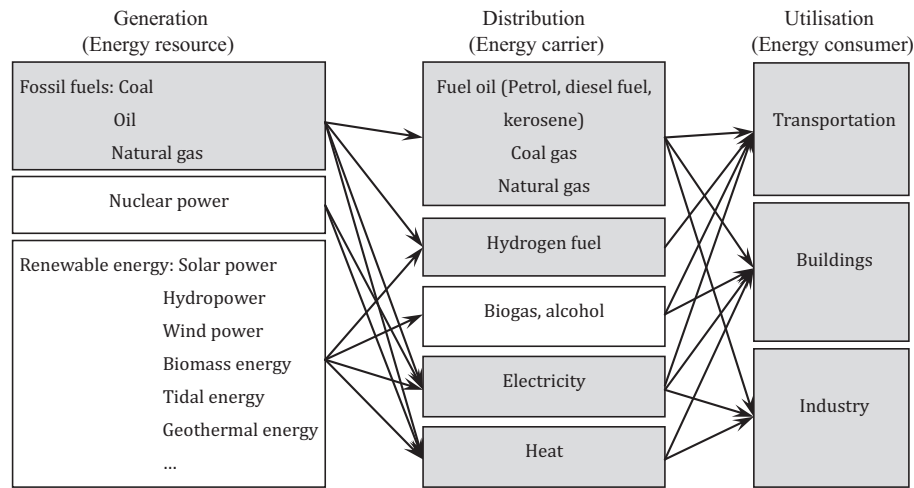 Generation
(Energy resource)
Distribution
(Energy carrier)
Utilisation
(Energy consumer)
Fossil fuels: Coal
Oil
Natural gas
Nuclear power
Renewable energy: Solar power
Hydropower
Wind power
Biomass energy
Tidal energy
Geothermal energy
...
Fuel oil (Petrol, diesel fuel,
kerosene)
Coal gas
Natural gas
Hydrogen fuel
Biogas, alcohol
Electricity
Heat
Transportation
Buildings
Industry